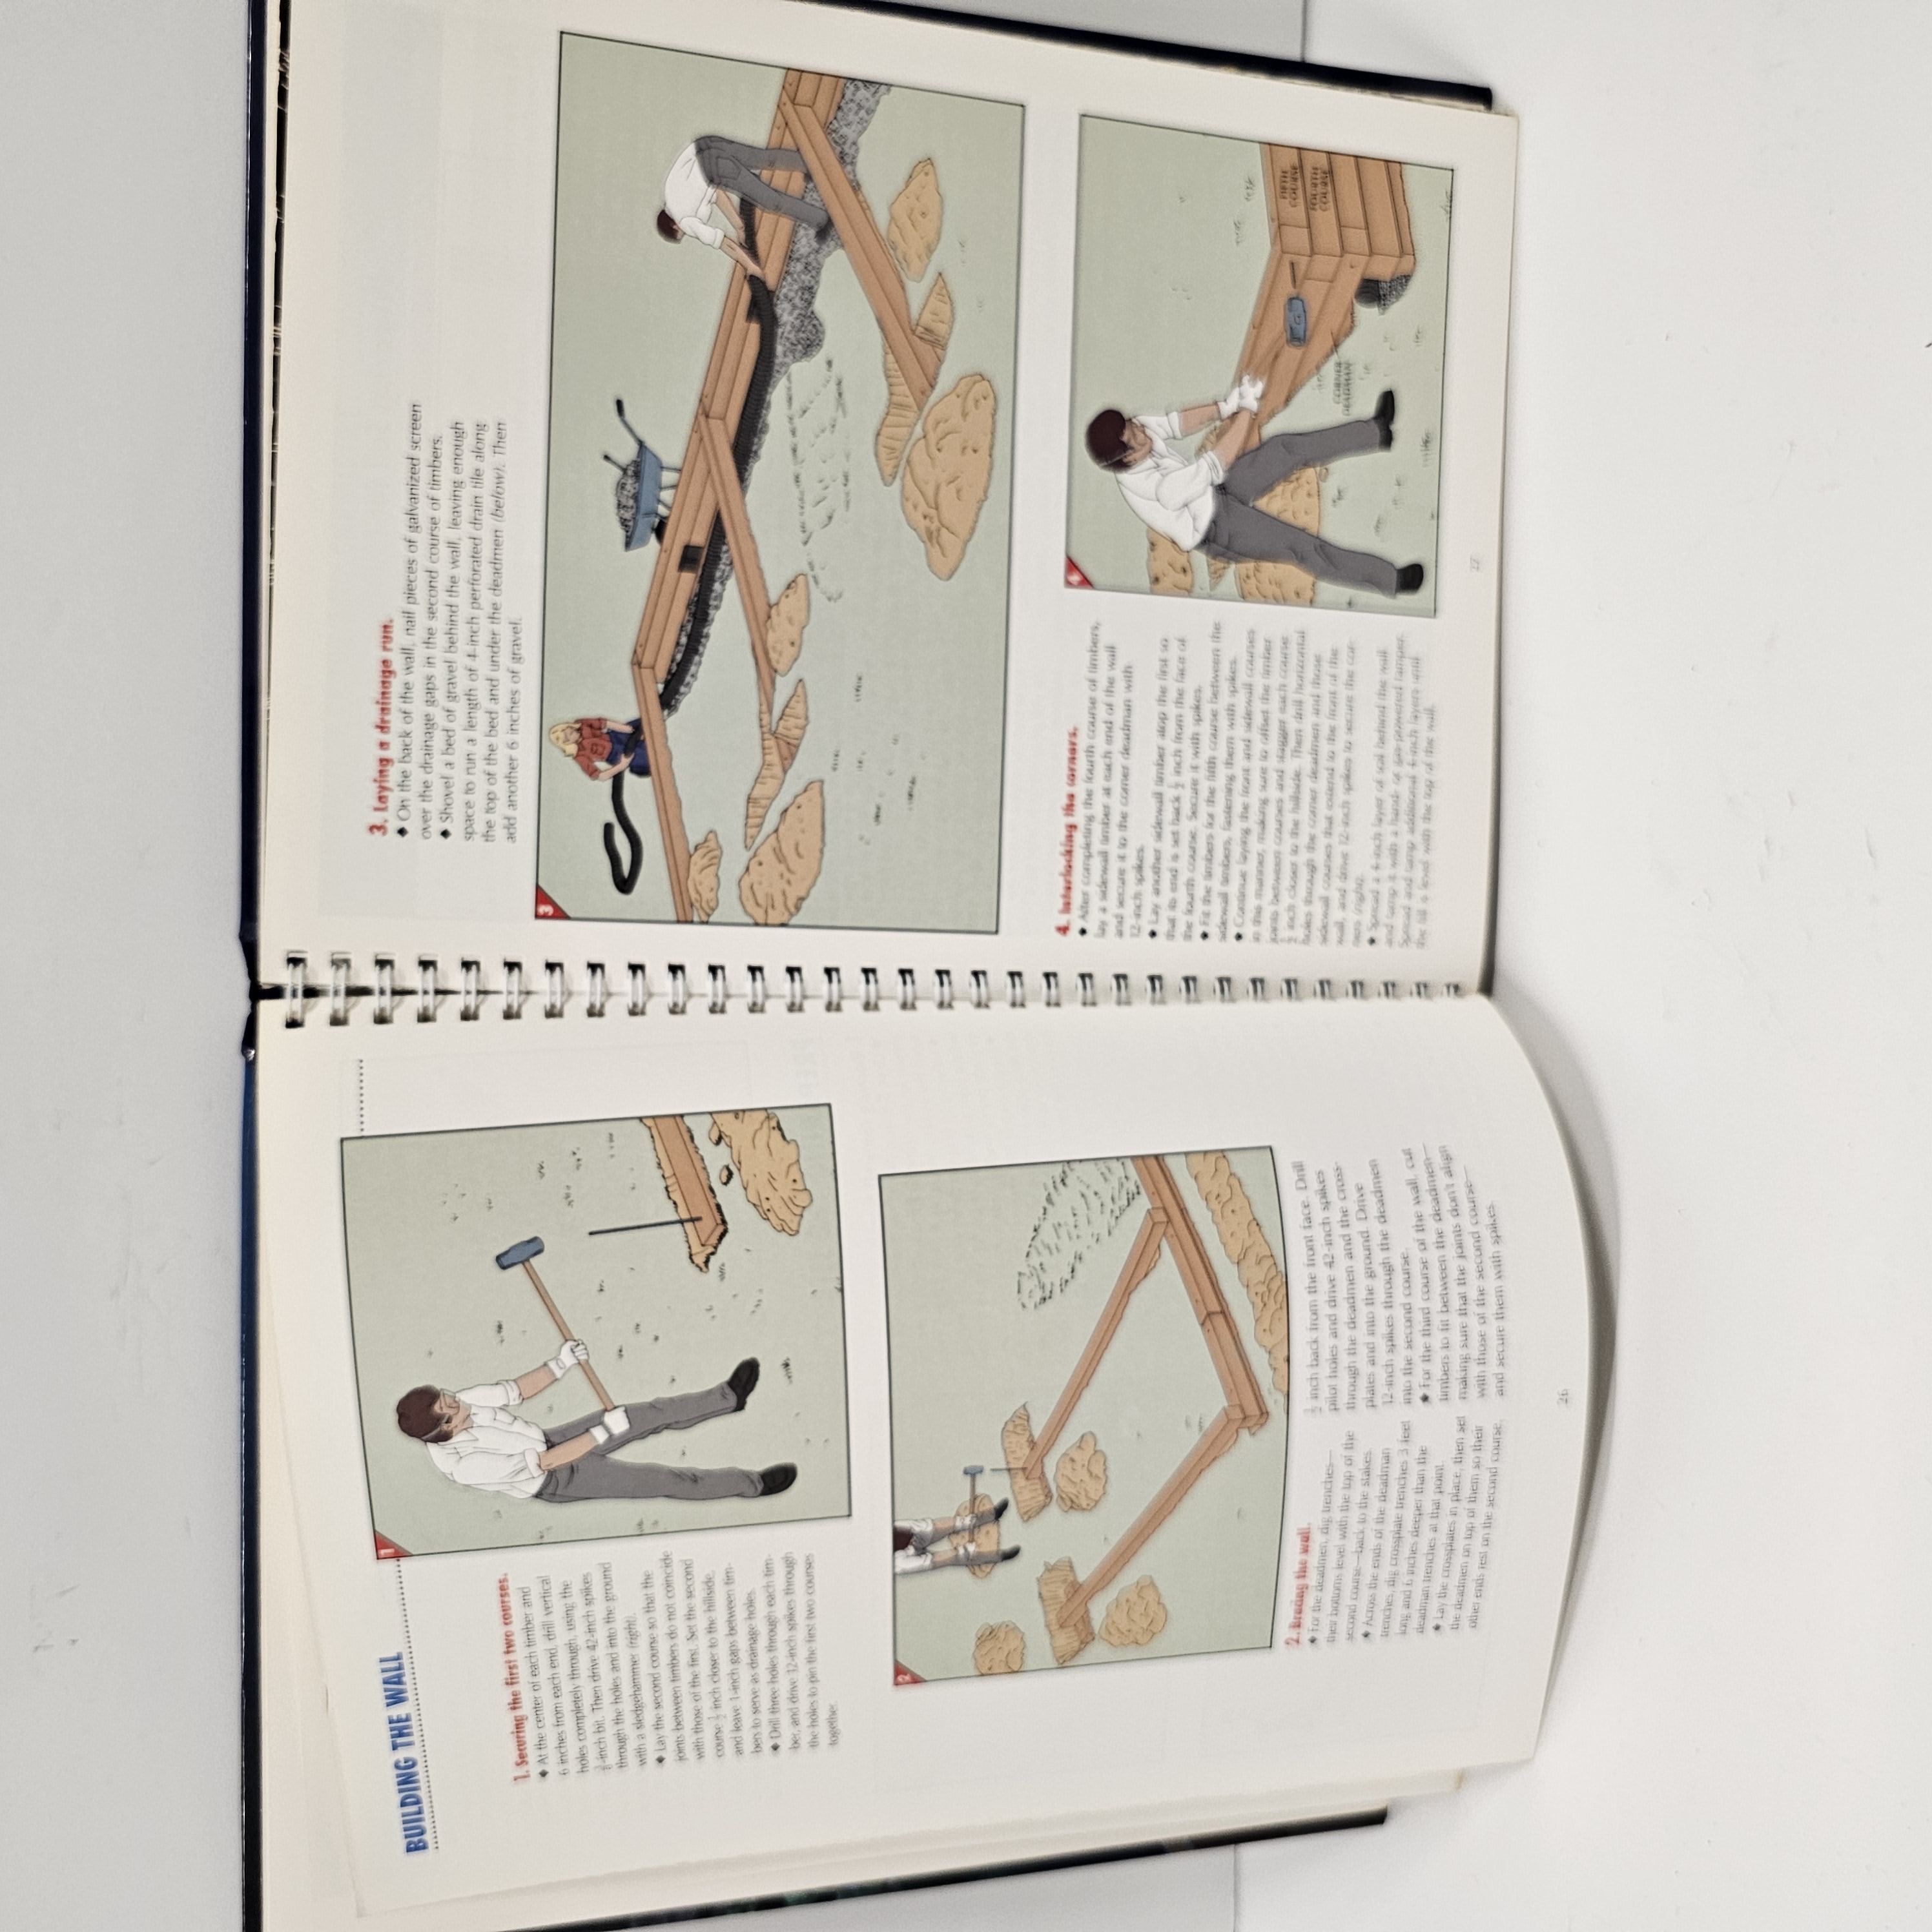 BUILDING THE WALL
1
1. Securing the first two courses.
◆ At the center of each timber and
6 inches from each end, drill vertical
holes completely through, using the
-inch bit. Then drive 42-inch spikes
through the holes and into the ground
with a sledgehammer (right).
◆ Lay the second course so that the
joints between timbers do not coincide
with those of the first. Set the second
course ½ inch closer to the hillside,
and leave 1-inch gaps between tim-
bers to serve as drainage holes.
◆ Drill three holes through each tim-
ber, and drive 12-inch spikes through
the holes to pin the first two courses
together.
2
2. Bracing the wall.
◆ For the deadmen, dig trenches—
their bottoms level with the top of the
second course—back to the stakes.
◆ Across the ends of the deadman
trenches, dig crossplate trenches 3 feet
long and 6 inches deeper than the
deadman trenches at that point.
◆ Lay the crossplates in place, then set
the deadmen on top of them so their
other ends rest on the second course,
½ inch back from the front face. Drill
pilot holes and drive 42-inch spikes
through the deadmen and the cross-
plates and into the ground. Drive
12-inch spikes through the deadmen
into the second course.
◆ For the third course of the wall, cut
timbers to fit between the deadmen—
making sure that the joints don't align
with those of the second course—
and secure them with spikes.
26
3. Laying a drainage run.
◆ On the back of the wall, nail pieces of galvanized screen
over the drainage gaps in the second course of timbers.
◆ Shovel a bed of gravel behind the wall, leaving enough
space to run a length of 4-inch perforated drain tile along
the top of the bed and under the deadmen (below). Then
add another 6 inches of gravel.
3
4. Interlocking the corners.
◆ After completing the fourth course of timbers,
lay a sidewall timber at each end of the wall
and secure it to the corner deadman with
12-inch spikes.
◆ Lay another sidewall timber atop the first so
that its end is set back ½ inch from the face of
the fourth course. Secure it with spikes.
◆ Fit the timbers for the fifth course between the
sidewall timbers, fastening them with spikes.
◆ Continue laying the front and sidewall courses
in this manner, making sure to offset the timber
joints between courses and stagger each course
½ inch closer to the hillside. Then drill horizontal
holes through the corner deadmen and those
sidewall courses that extend to the front of the
wall, and drive 12-inch spikes to secure the cor-
ners (right).
◆ Spread a 4-inch layer of soil behind the wall
and tamp it with a hand- or gas-powered tamper.
Spread and tamp additional 4-inch layers until
the fill is level with the top of the wall.
4
FIFTH
COURSE
FOURTH
COURSE
CORNER
DEADMAN
27